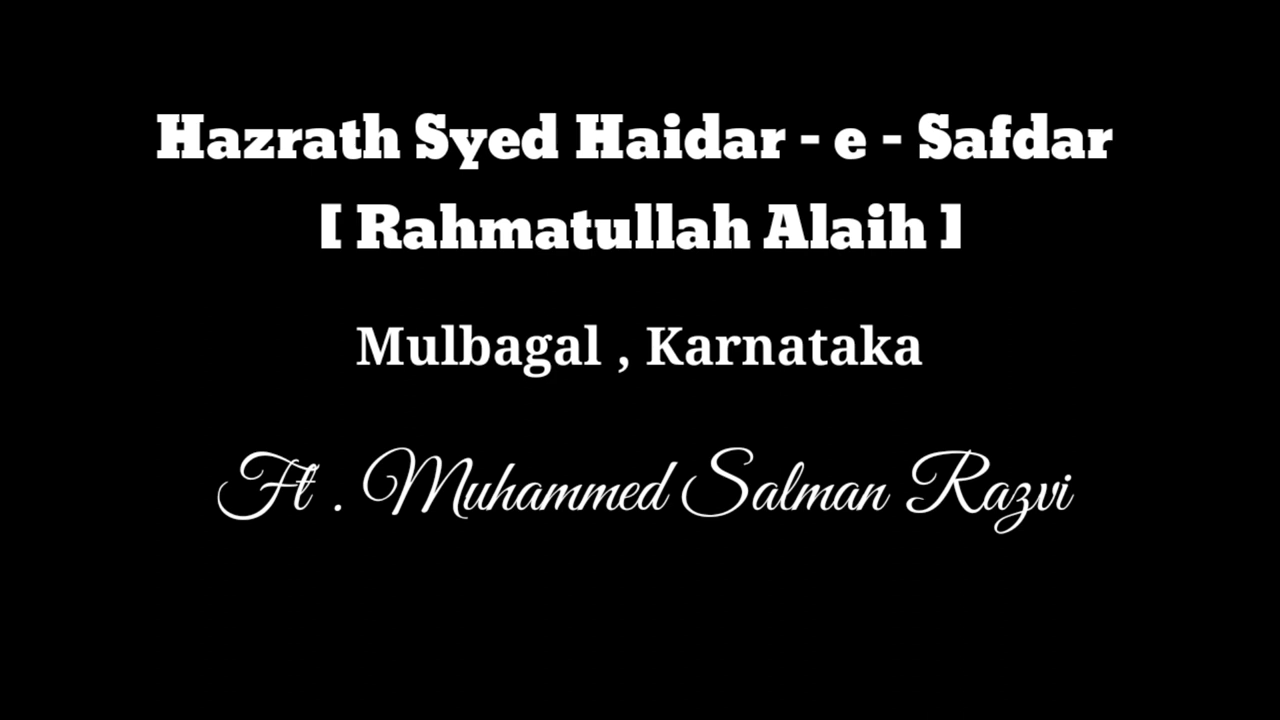 Hazrath Syed Haidar - e - Safdar
[ Rahmatullah Alaih ]
Mulbagal , Karnataka
Ft . Muhammed Salman Razvi